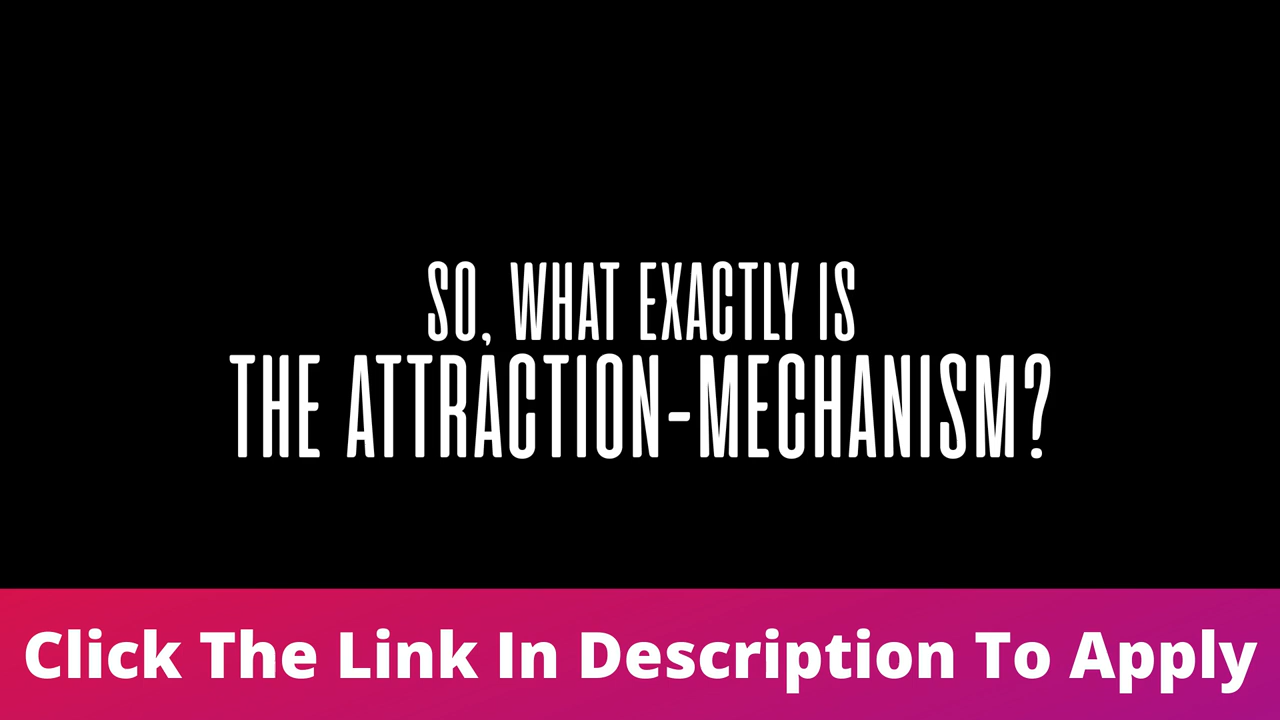 SO, WHAT EXACTLY IS
THE ATTRACTION-MECHANISM?
Click The Link In Description To Apply